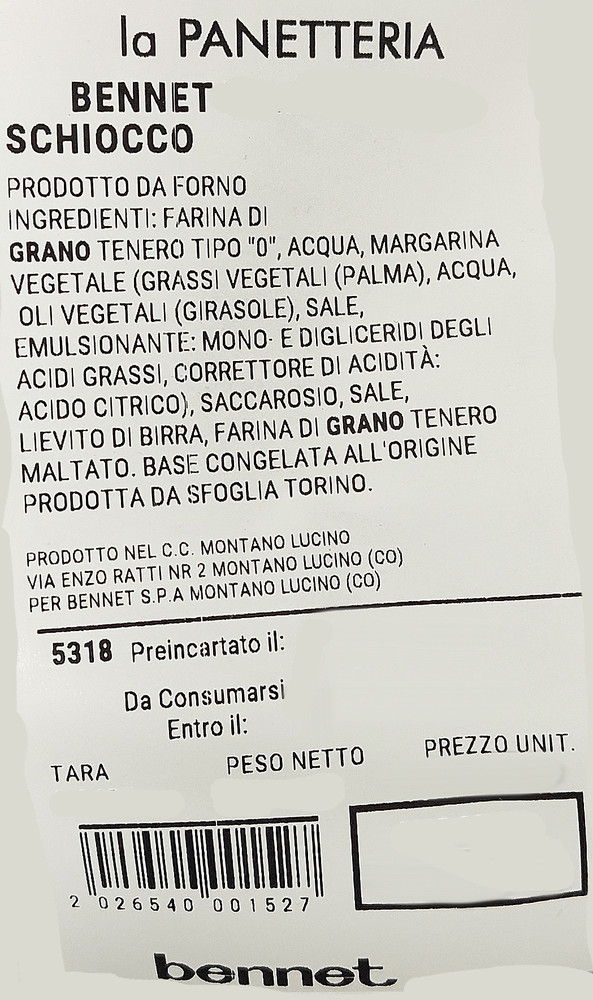 la PANETTERIA
BENNET
SCHIOCCO
PRODOTTO DA FORNO
INGREDIENTI: FARINA DI
GRANO TENERO TIPO "0", ACQUA, MARGARINA
VEGETALE (GRASSI VEGETALI (PALMA), ACQUA,
OLI VEGETALI (GIRASOLE), SALE,
EMULSIONANTE: MONO- E DIGLICERIDI DEGLI
ACIDI GRASSI, CORRETTORE DI ACIDITÀ:
ACIDO CITRICO), SACCAROSIO, SALE,
LIEVITO DI BIRRA, FARINA DI GRANO TENERO
MALTATO. BASE CONGELATA ALL'ORIGINE
PRODOTTA DA SFOGLIA TORINO.
PRODOTTO NEL C.C. MONTANO LUCINO
VIA ENZO RATTI NR 2 MONTANO LUCINO (CO)
PER BENNET S.P.A MONTANO LUCINO (CO)
5318 Preincartato il:
Da Consumarsi
Entro il:
TARA PESO NETTO PREZZO UNIT.
2 026540 001527
bennet